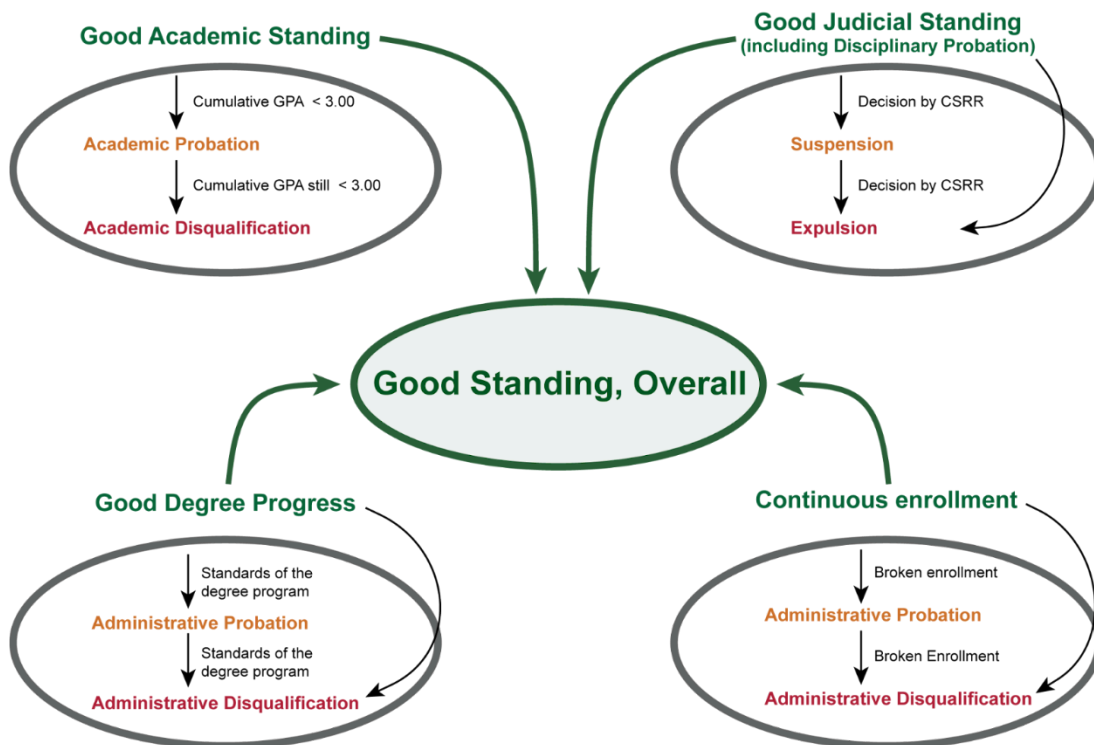 Good Academic Standing
Cumulative GPA < 3.00
Academic Probation
Cumulative GPA still < 3.00
Academic Disqualification
Good Judicial Standing
(including Disciplinary Probation)
Decision by CSRR
Suspension
Decision by CSRR
Expulsion
Good Standing, Overall
Good Degree Progress
Standards of the
degree program
Administrative Probation
Standards of the
degree program
Administrative Disqualification
Continuous enrollment
Broken enrollment
Administrative Probation
Broken Enrollment
Administrative Disqualification